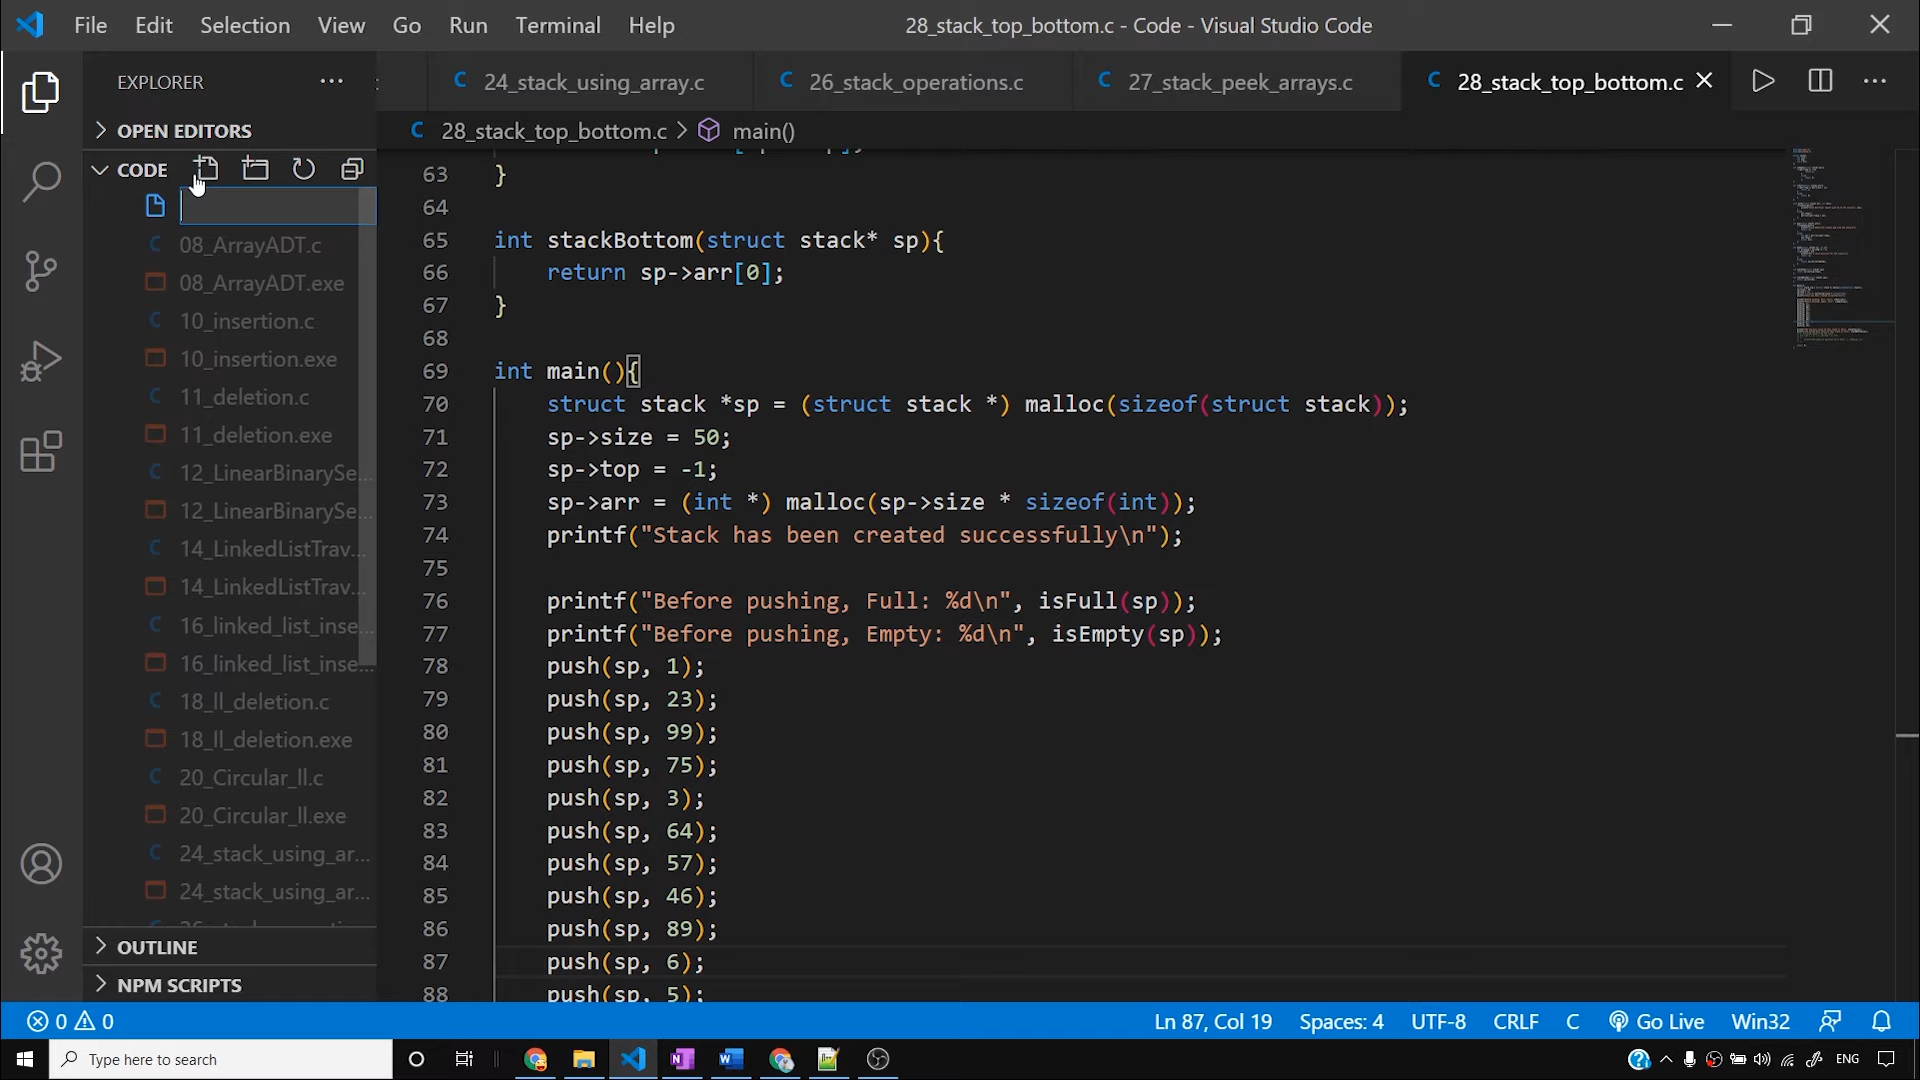 File Edit Selection View Go Run Terminal Help
28_stack_top_bottom.c - Code - Visual Studio Code
EXPLORER
24_stack_using_array.c
26_stack_operations.c
27_stack_peek_arrays.c
28_stack_top_bottom.c
OPEN EDITORS
28_stack_top_bottom.c > main()
CODE
08_ArrayADT.c
08_ArrayADT.exe
10_insertion.c
10_insertion.exe
11_deletion.c
11_deletion.exe
12_LinearBinarySe...
12_LinearBinarySe...
14_LinkedListTrav...
14_LinkedListTrav...
16_linked_list_inse...
16_linked_list_inse...
18_ll_deletion.c
18_ll_deletion.exe
20_Circular_ll.c
20_Circular_ll.exe
24_stack_using_ar...
24_stack_using_ar...
OUTLINE
NPM SCRIPTS
63 }
64
65 int stackBottom(struct stack* sp){
66 return sp->arr[0];
67 }
68
69 int main(){
70 struct stack *sp = (struct stack *) malloc(sizeof(struct stack));
71 sp->size = 50;
72 sp->top = -1;
73 sp->arr = (int *) malloc(sp->size * sizeof(int));
74 printf("Stack has been created successfully\n");
75
76 printf("Before pushing, Full: %d\n", isFull(sp));
77 printf("Before pushing, Empty: %d\n", isEmpty(sp));
78 push(sp, 1);
79 push(sp, 23);
80 push(sp, 99);
81 push(sp, 75);
82 push(sp, 3);
83 push(sp, 64);
84 push(sp, 57);
85 push(sp, 46);
86 push(sp, 89);
87 push(sp, 6);
88 push(sp, 5);
0 0
Ln 87, Col 19 Spaces: 4 UTF-8 CRLF C Go Live Win32
Type here to search
ENG